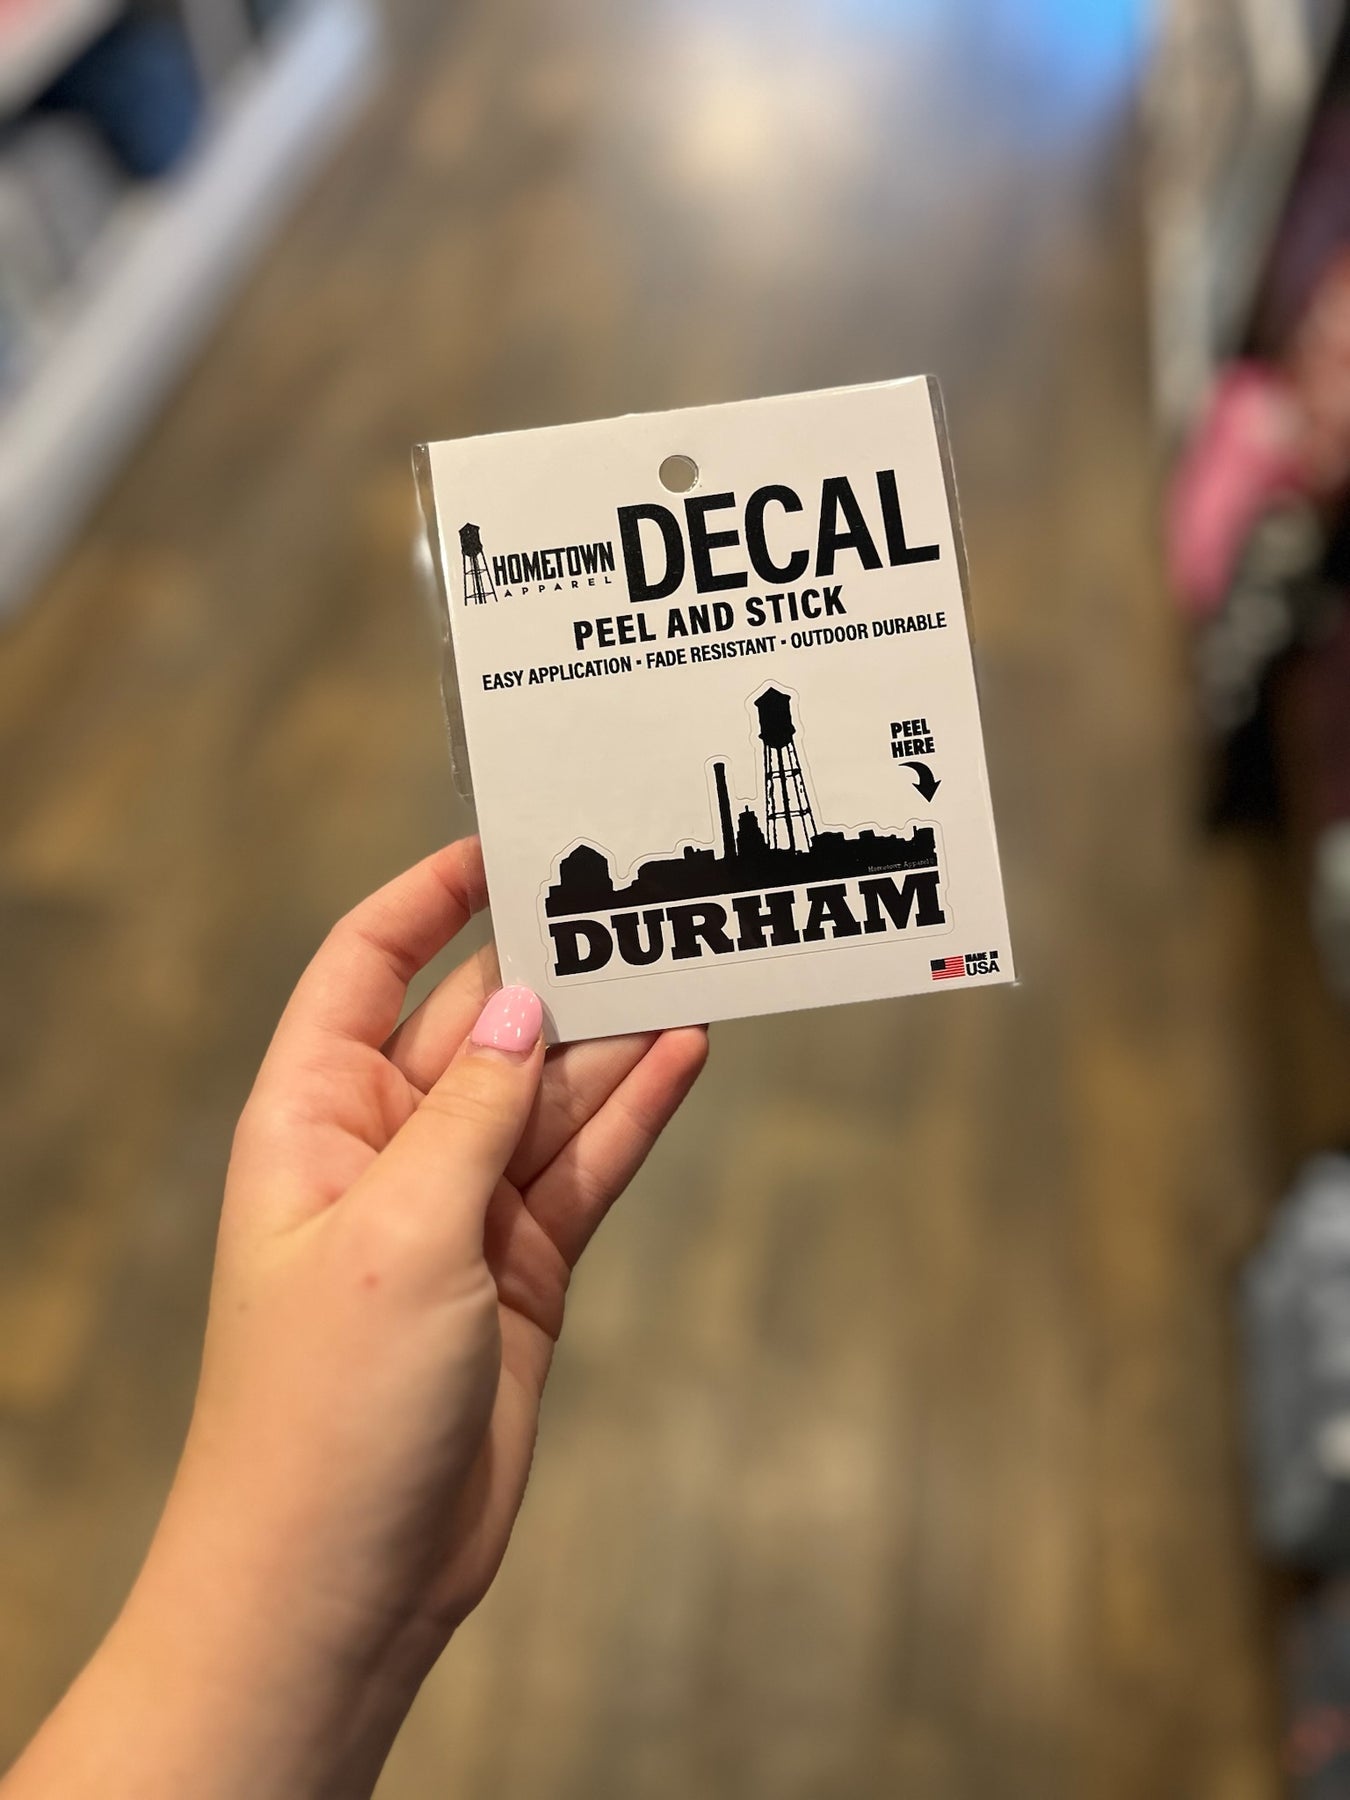 HOMETOWN
APPAREL
DECAL
PEEL AND STICK
EASY APPLICATION • FADE RESISTANT • OUTDOOR DURABLE
PEEL
HERE
Hometown Apparel©
DURHAM
MADE IN
USA